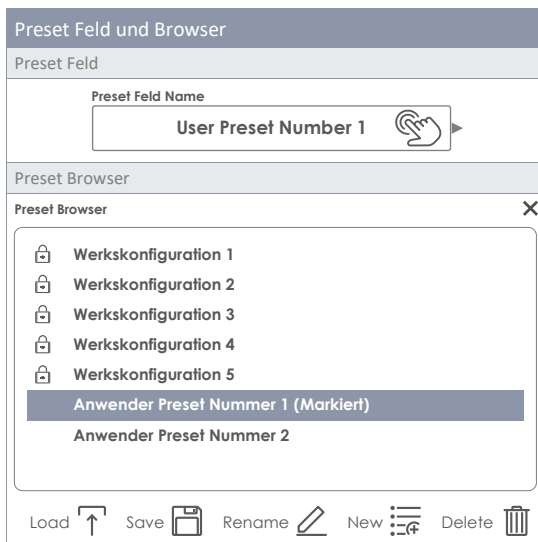 Preset Feld und Browser
Preset Feld
Preset Feld Name
User Preset Number 1
Preset Browser
Preset Browser
Werkskonfiguration 1
Werkskonfiguration 2
Werkskonfiguration 3
Werkskonfiguration 4
Werkskonfiguration 5
Anwender Preset Nummer 1 (Markiert)
Anwender Preset Nummer 2
Load Save Rename New Delete